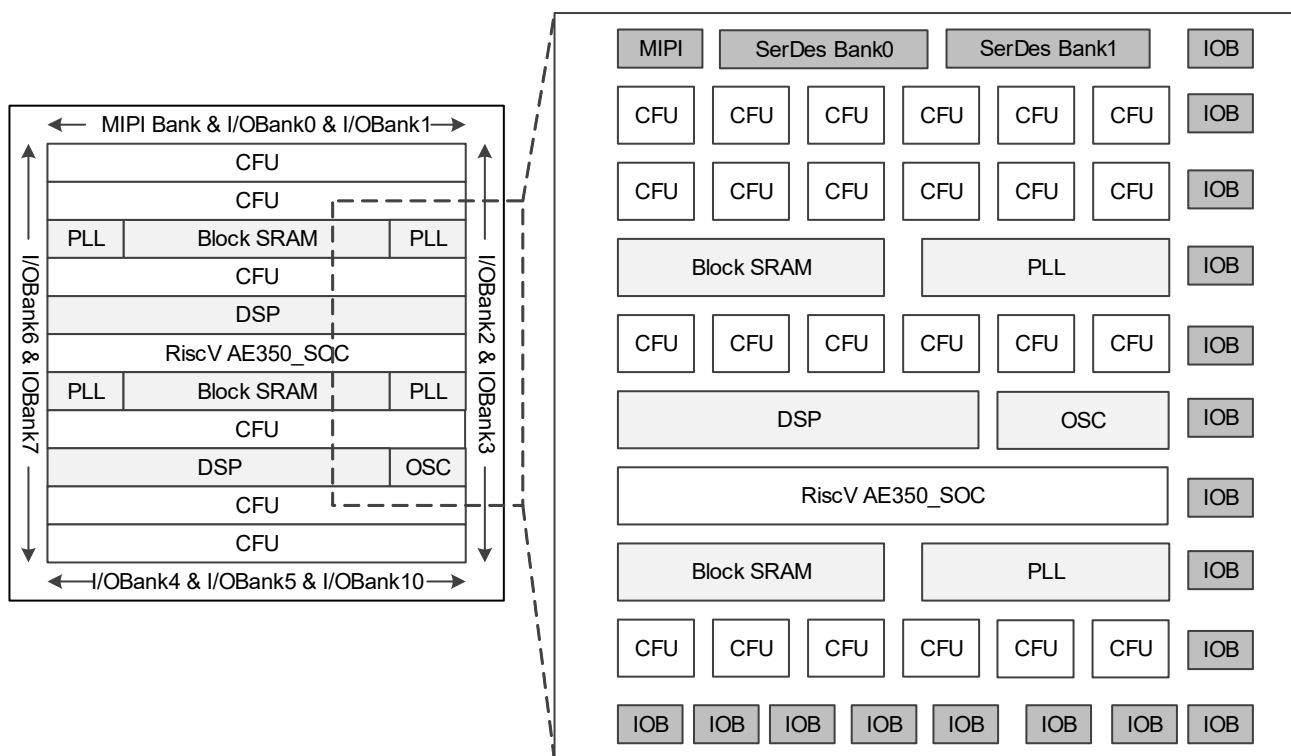 MIPI Bank & I/OBank0 & I/OBank1
I/OBank6 & IOBank7
CFU
CFU
PLL Block SRAM PLL
CFU
DSP
RiscV AE350_SOC
PLL Block SRAM PLL
CFU
DSP OSC
CFU
CFU
I/OBank2 & IOBank3
I/OBank4 & I/OBank5 & I/OBank10
MIPI SerDes Bank0 SerDes Bank1 IOB
CFU CFU CFU CFU CFU CFU IOB
CFU CFU CFU CFU CFU CFU IOB
Block SRAM PLL IOB
CFU CFU CFU CFU CFU CFU IOB
DSP OSC IOB
RiscV AE350_SOC IOB
Block SRAM PLL IOB
CFU CFU CFU CFU CFU CFU IOB
IOB IOB IOB IOB IOB IOB IOB IOB